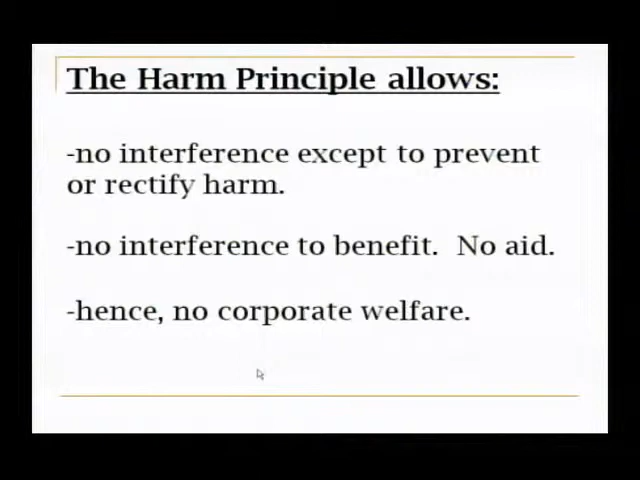 The Harm Principle allows:
-no interference except to prevent
or rectify harm.
-no interference to benefit.  No aid.
-hence, no corporate welfare.